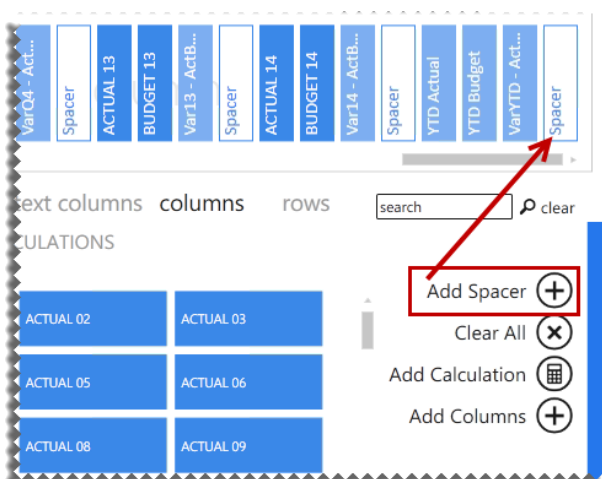 VarQ4 - Act...
Spacer
ACTUAL 13
BUDGET 13
Var13 - ActB...
Spacer
ACTUAL 14
BUDGET 14
Var14 - ActB...
Spacer
YTD Actual
YTD Budget
VarYTD - Act...
Spacer
text columns columns rows
search clear
CULATIONS
Add Spacer
ACTUAL 02 ACTUAL 03
Clear All
ACTUAL 05 ACTUAL 06
Add Calculation
Add Columns
ACTUAL 08 ACTUAL 09